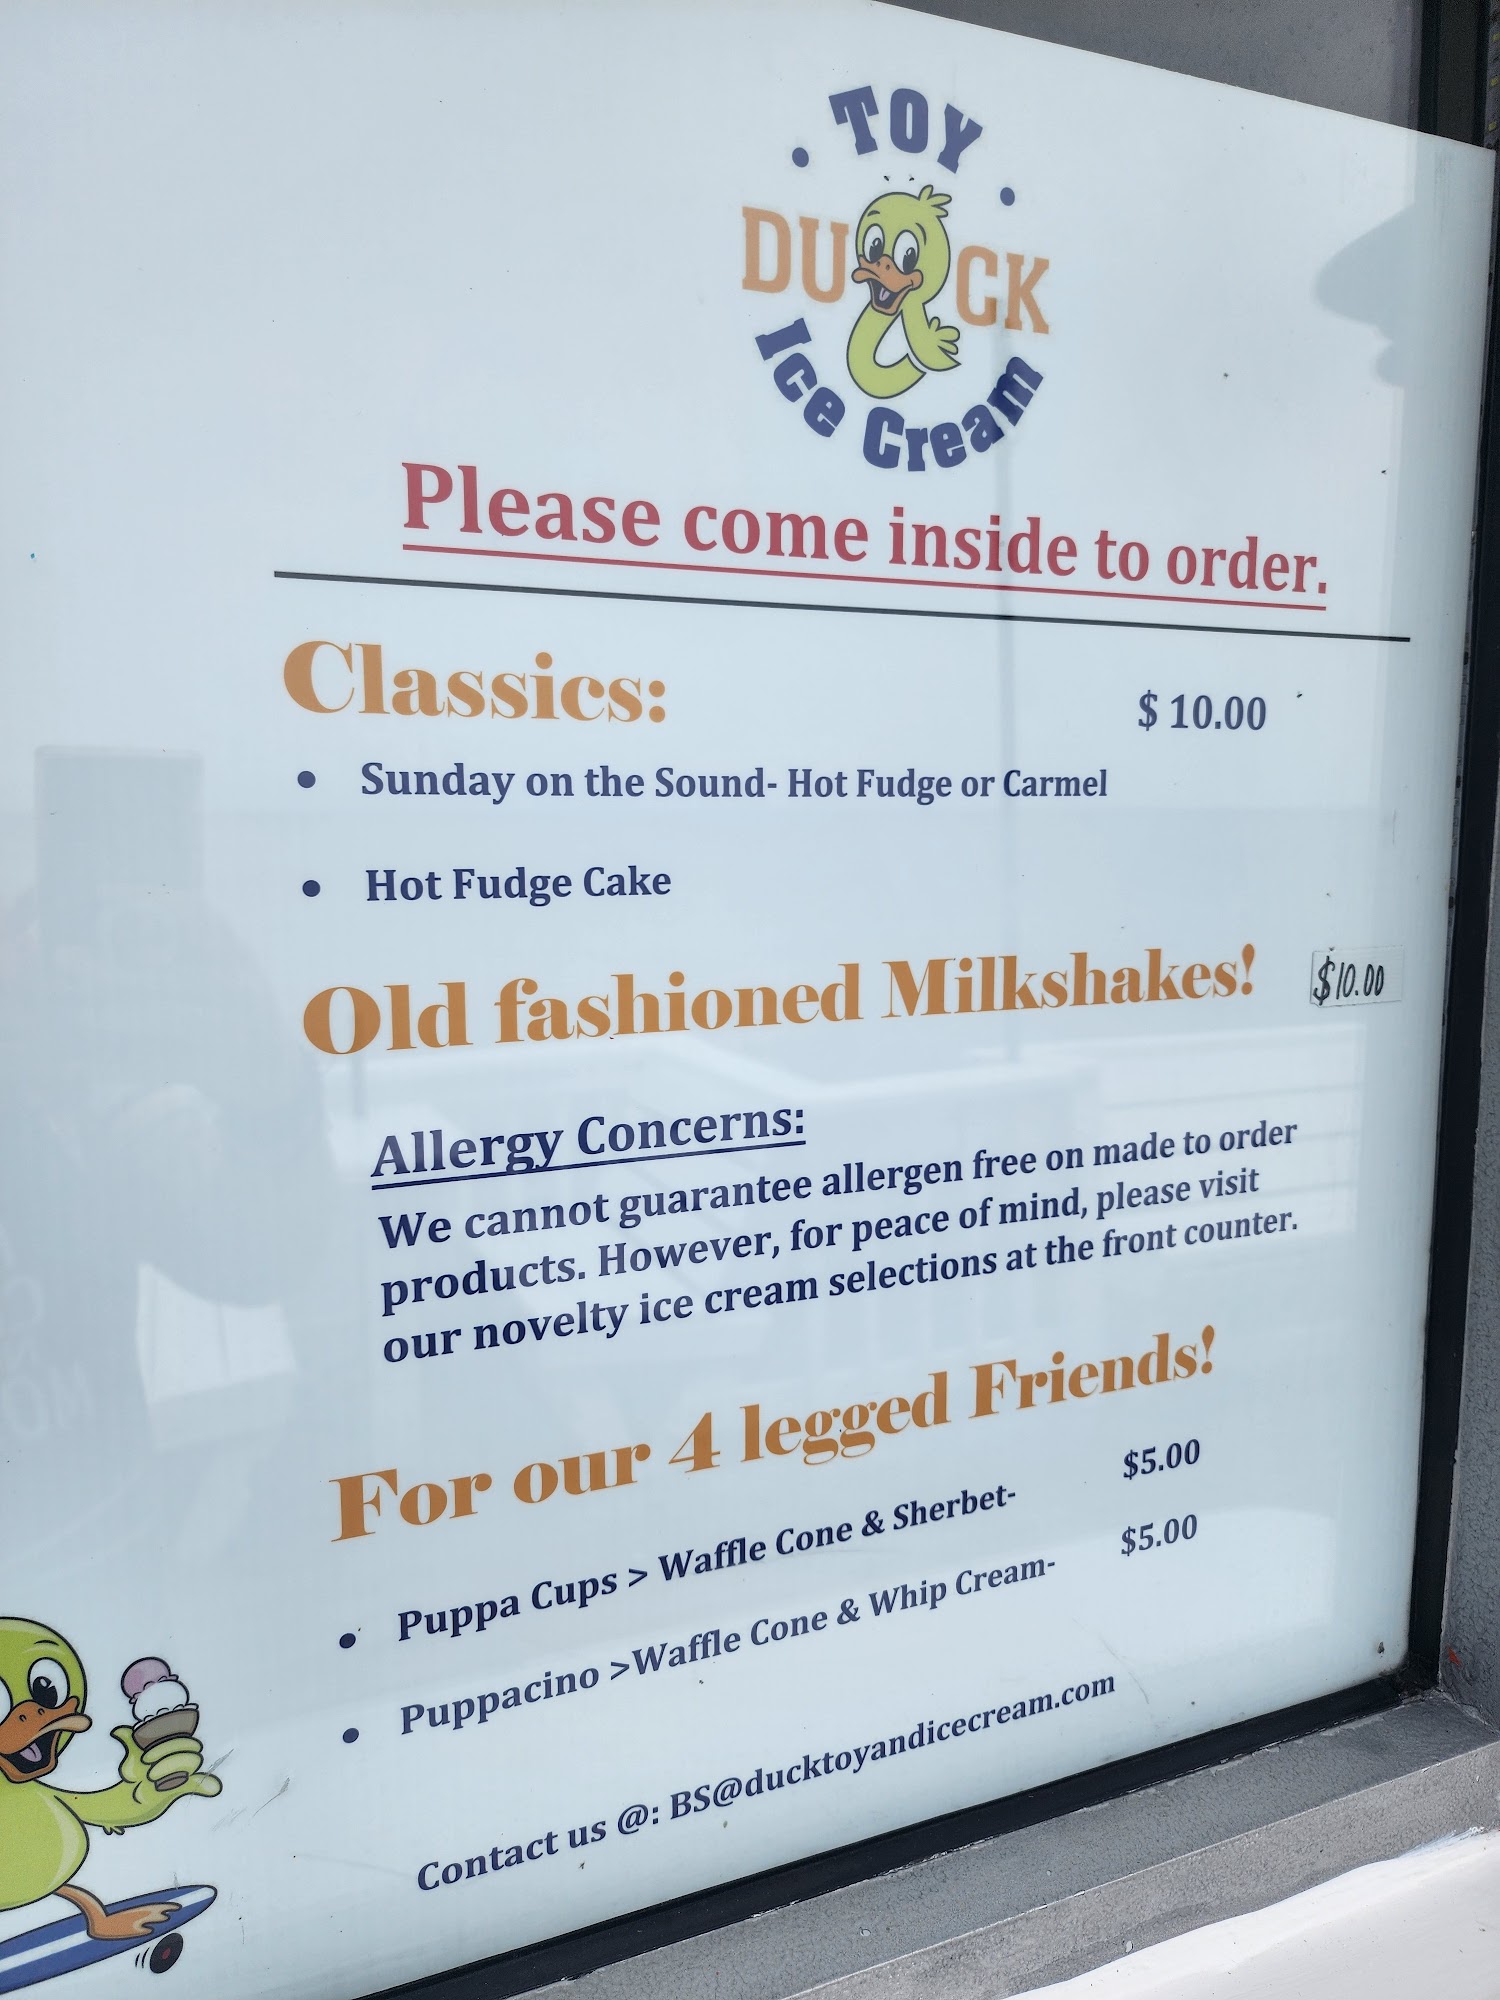 TOY
DUCK
Ice Cream
Please come inside to order.
Classics: $ 10.00
• Sunday on the Sound- Hot Fudge or Carmel
• Hot Fudge Cake
Old fashioned Milkshakes! $10.00
Allergy Concerns:
We cannot guarantee allergen free on made to order
products. However, for peace of mind, please visit
our novelty ice cream selections at the front counter.
For our 4 legged Friends!
• Puppa Cups > Waffle Cone & Sherbet- $5.00
• Puppacino >Waffle Cone & Whip Cream- $5.00
Contact us @: BS@ducktoyandicecream.com